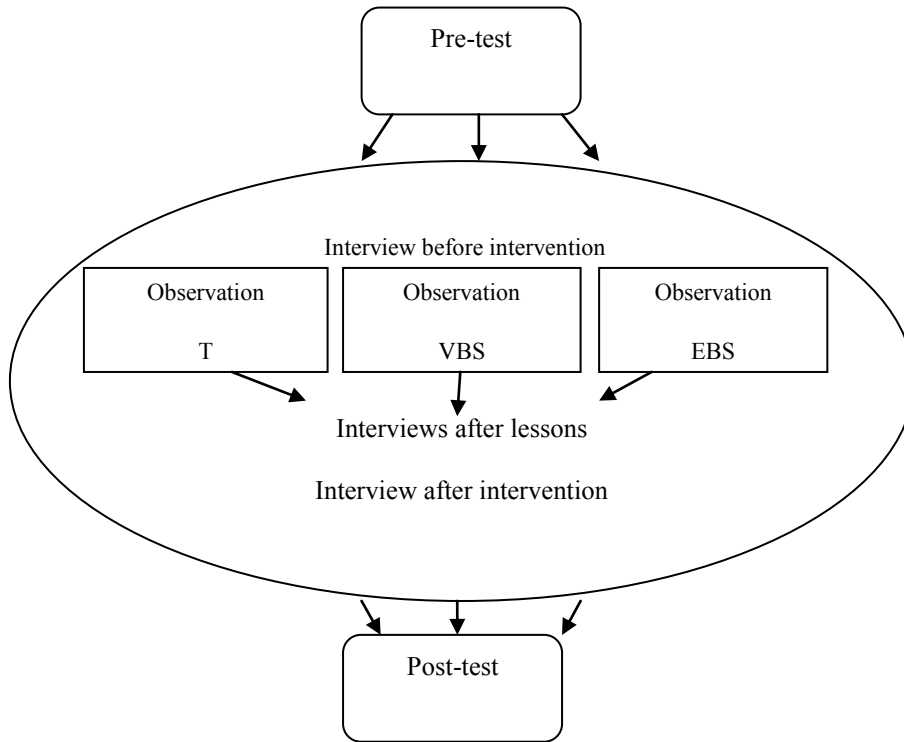 Pre-test
Interview before intervention
Observation
T
Observation
VBS
Observation
EBS
Interviews after lessons
Interview after intervention
Post-test